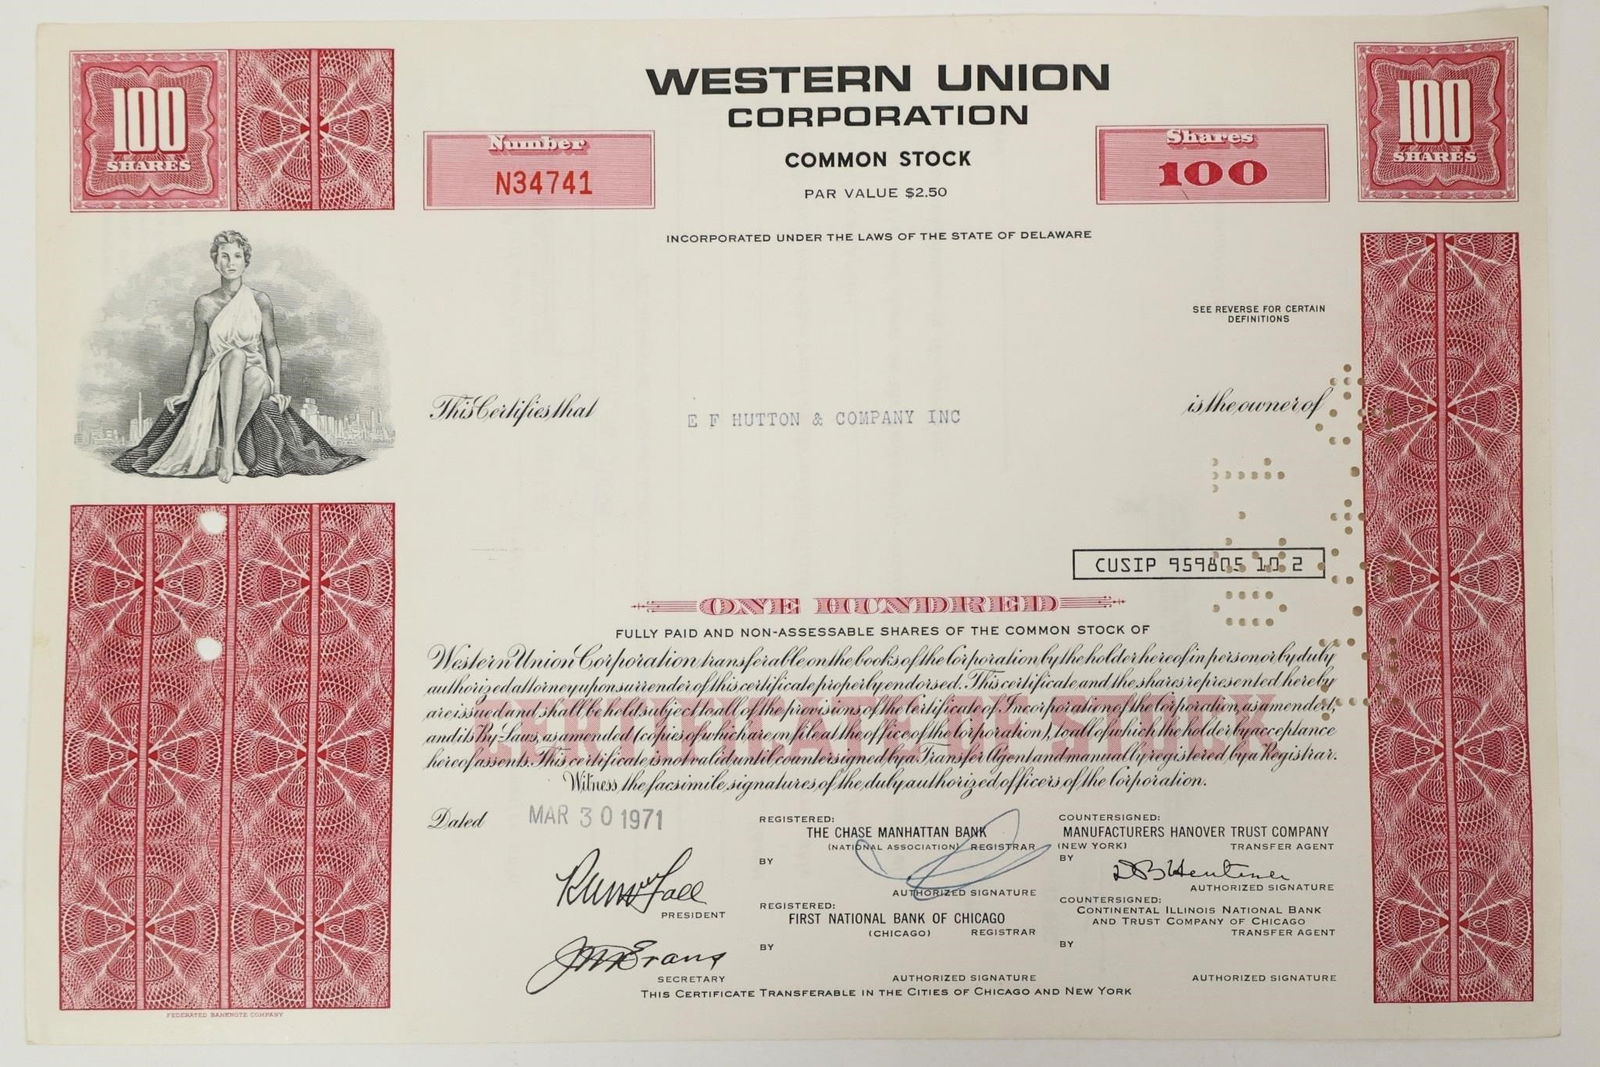 100
SHARES
WESTERN UNION
CORPORATION
COMMON STOCK
PAR VALUE $2.50
INCORPORATED UNDER THE LAWS OF THE STATE OF DELAWARE
Number
N34741
Shares
100
100
SHARES
SEE REVERSE FOR CERTAIN
DEFINITIONS
This Certifies that
E F HUTTON & COMPANY INC
is the owner of
CUSIP 959805 10 2
ONE HUNDRED
FULLY PAID AND NON-ASSESSABLE SHARES OF THE COMMON STOCK OF
Western Union Corporation transferable on the books of the Corporation by the holder hereof in person or by duly
authorized attorney upon surrender of this certificate properly endorsed. This certificate and the shares represented hereby
are issued and shall be held subject to all of the provisions of the Certificate of Incorporation of the Corporation, as amended,
and its By-Laws, as amended (copies of which are on file at the office of the Corporation), to all of which the holder by acceptance
hereof assents. This certificate is not valid until countersigned by a Transfer Agent and manually registered by a Registrar.
Witness the facsimile signatures of the duly authorized officers of the Corporation.
CERTIFICATE OF STOCK
Dated
MAR 30 1971
PRESIDENT
SECRETARY
REGISTERED:
THE CHASE MANHATTAN BANK
(NATIONAL ASSOCIATION) REGISTRAR
BY
AUTHORIZED SIGNATURE
REGISTERED:
FIRST NATIONAL BANK OF CHICAGO
(CHICAGO) REGISTRAR
BY
AUTHORIZED SIGNATURE
COUNTERSIGNED:
MANUFACTURERS HANOVER TRUST COMPANY
(NEW YORK) TRANSFER AGENT
BY
AUTHORIZED SIGNATURE
COUNTERSIGNED:
CONTINENTAL ILLINOIS NATIONAL BANK
AND TRUST COMPANY OF CHICAGO
TRANSFER AGENT
BY
AUTHORIZED SIGNATURE
THIS CERTIFICATE TRANSFERABLE IN THE CITIES OF CHICAGO AND NEW YORK
FEDERATED BANKNOTE COMPANY